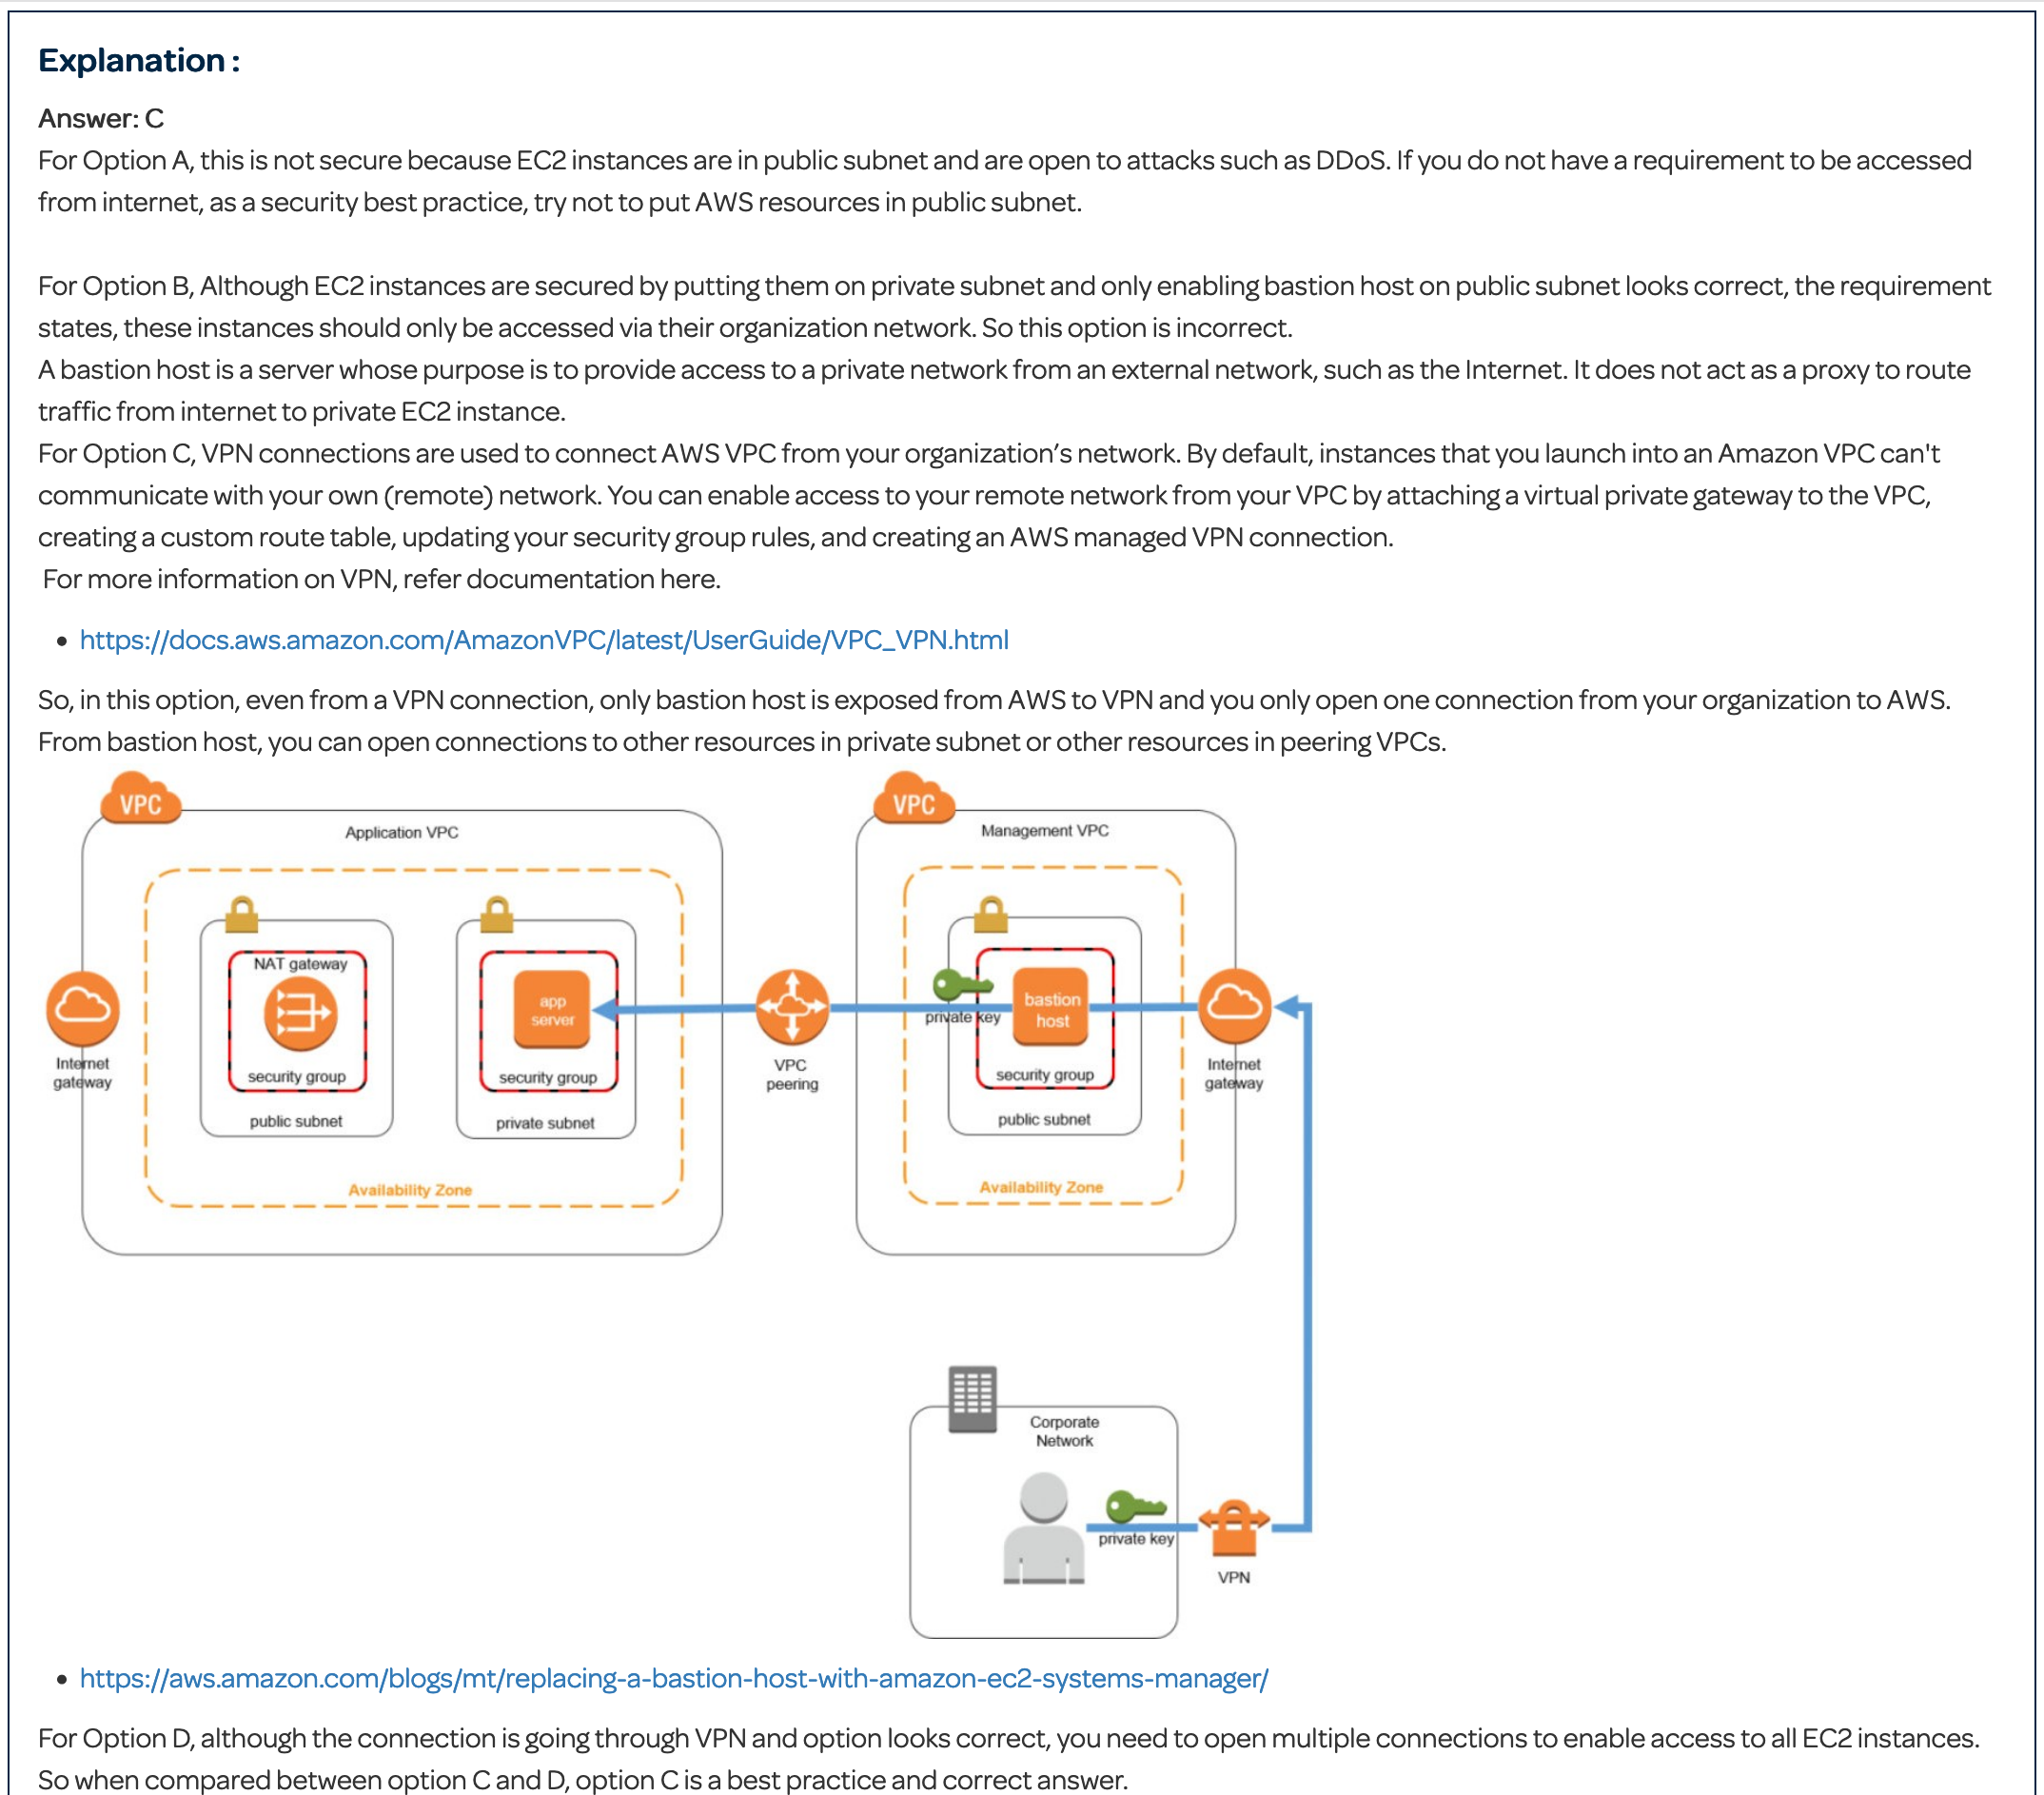 Explanation :
Answer: C
For Option A, this is not secure because EC2 instances are in public subnet and are open to attacks such as DDoS. If you do not have a requirement to be accessed
from internet, as a security best practice, try not to put AWS resources in public subnet.
For Option B, Although EC2 instances are secured by putting them on private subnet and only enabling bastion host on public subnet looks correct, the requirement
states, these instances should only be accessed via their organization network. So this option is incorrect.
A bastion host is a server whose purpose is to provide access to a private network from an external network, such as the Internet. It does not act as a proxy to route
traffic from internet to private EC2 instance.
For Option C, VPN connections are used to connect AWS VPC from your organization’s network. By default, instances that you launch into an Amazon VPC can't
communicate with your own (remote) network. You can enable access to your remote network from your VPC by attaching a virtual private gateway to the VPC,
creating a custom route table, updating your security group rules, and creating an AWS managed VPN connection.
For more information on VPN, refer documentation here.
• https://docs.aws.amazon.com/AmazonVPC/latest/UserGuide/VPC_VPN.html
So, in this option, even from a VPN connection, only bastion host is exposed from AWS to VPN and you only open one connection from your organization to AWS.
From bastion host, you can open connections to other resources in private subnet or other resources in peering VPCs.
VPC
Application VPC
NAT gateway
security group
public subnet
app
server
security group
private subnet
Availability Zone
Internet
gateway
VPC
peering
VPC
Management VPC
private key
bastion
host
security group
public subnet
Availability Zone
Internet
gateway
Corporate
Network
private key
VPN
• https://aws.amazon.com/blogs/mt/replacing-a-bastion-host-with-amazon-ec2-systems-manager/
For Option D, although the connection is going through VPN and option looks correct, you need to open multiple connections to enable access to all EC2 instances.
So when compared between option C and D, option C is a best practice and correct answer.